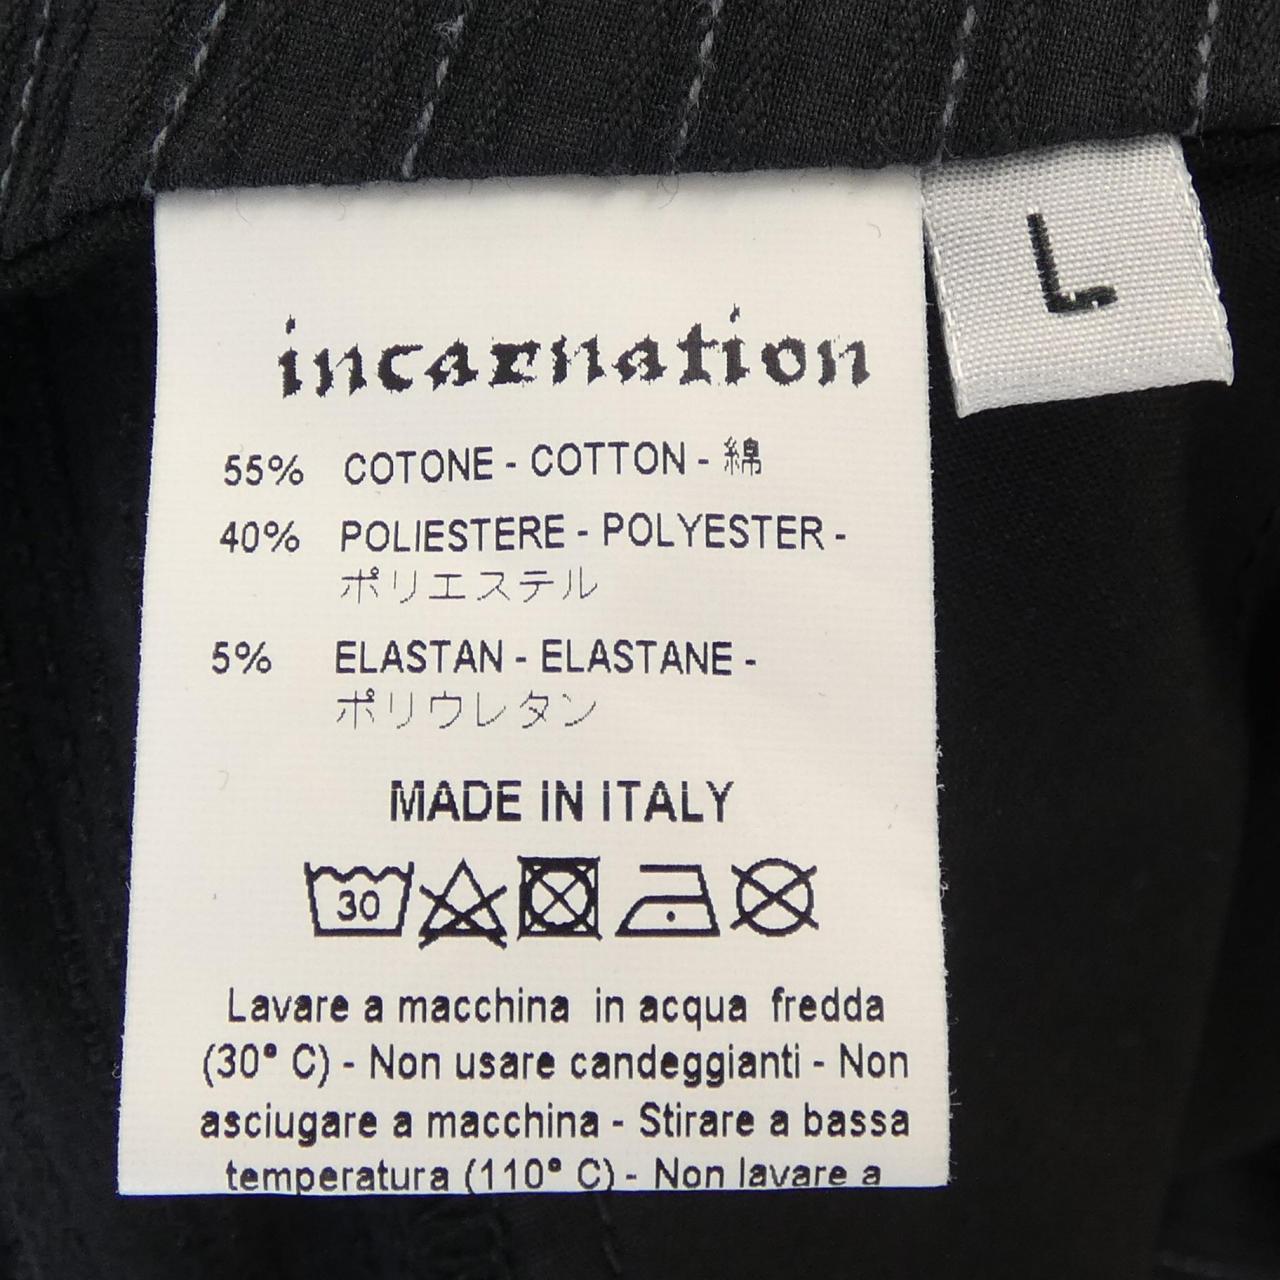 incarnation
L
55% COTONE - COTTON - 綿
40% POLIESTERE - POLYESTER -
ポリエステル
5% ELASTAN - ELASTANE -
ポリウレタン
MADE IN ITALY
30
Lavare a macchina in acqua fredda
(30° C) - Non usare candeggianti - Non
asciugare a macchina - Stirare a bassa
temperatura (110° C) - Non lavare a